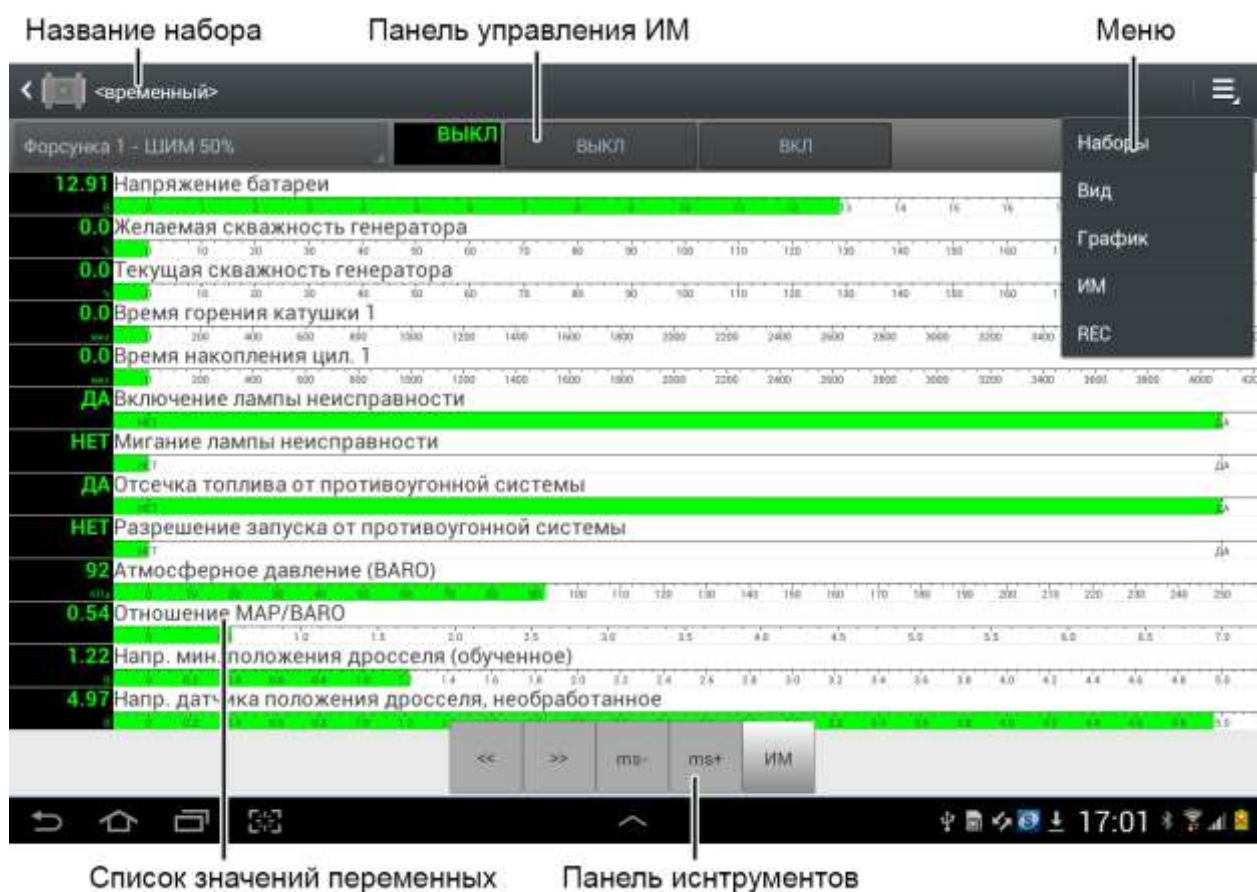 Название набора Панель управления ИМ Меню
<временный>
Форсунка 1 - ШИМ 50% ВЫКЛ ВЫКЛ ВКЛ
Наборы
Вид
График
ИМ
REC
12.91 Напряжение батареи
0.0 Желаемая скважность генератора
0.0 Текущая скважность генератора
0.0 Время горения катушки 1
0.0 Время накопления цил. 1
ДА Включение лампы неисправности
НЕТ Мигание лампы неисправности
ДА Отсечка топлива от противоугонной системы
НЕТ Разрешение запуска от противоугонной системы
92 Атмосферное давление (BARO)
0.54 Отношение MAP/BARO
1.22 Напр. мин. положения дросселя (обученное)
4.97 Напр. датчика положения дросселя, необработанное
<< >> ms- ms+ ИМ
17:01
Список значений переменных Панель иснтрументов